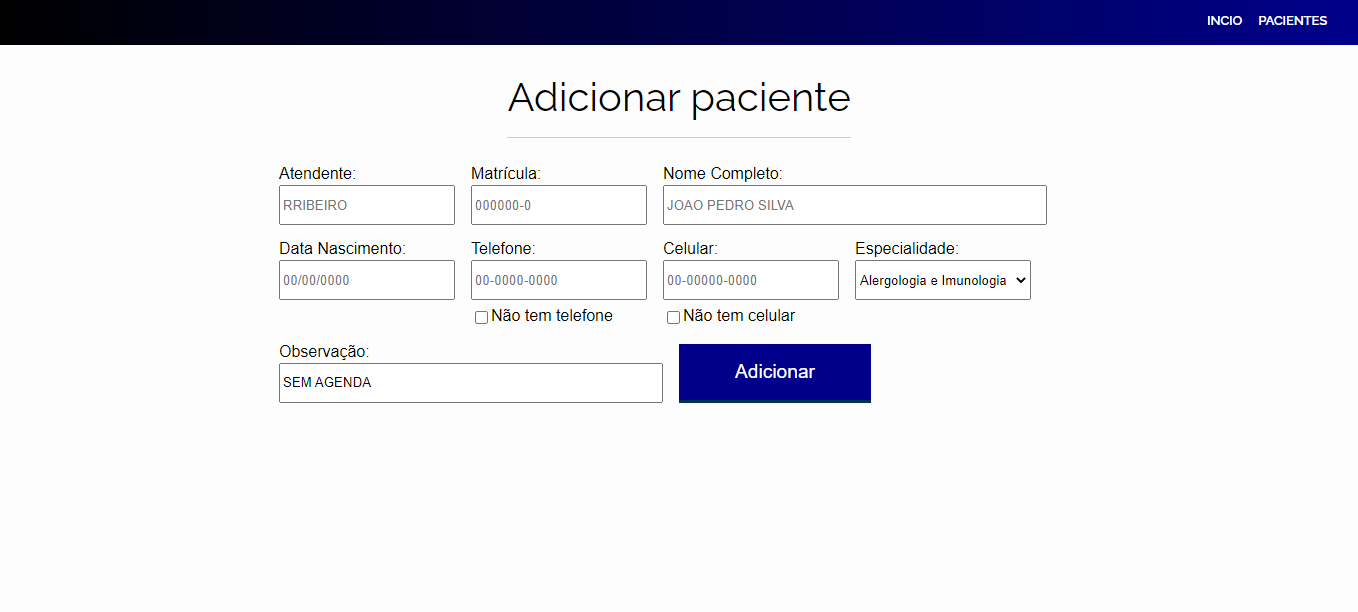 INCIO PACIENTES
Adicionar paciente
Atendente: Matrícula: Nome Completo:
RRIBEIRO 000000-0 JOAO PEDRO SILVA
Data Nascimento: Telefone: Celular: Especialidade:
00/00/0000 00-0000-0000 00-00000-0000 Alergologia e Imunologia
Não tem telefone Não tem celular
Observação:
SEM AGENDA
Adicionar